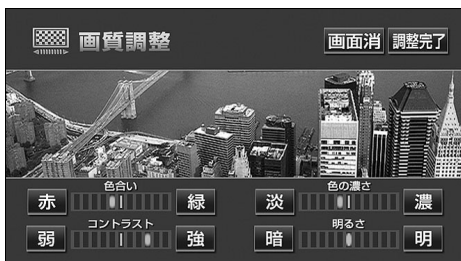 画質調整
画面消 調整完了
色合い 色の濃さ
赤 緑 淡 濃
コントラスト 明るさ
弱 強 暗 明